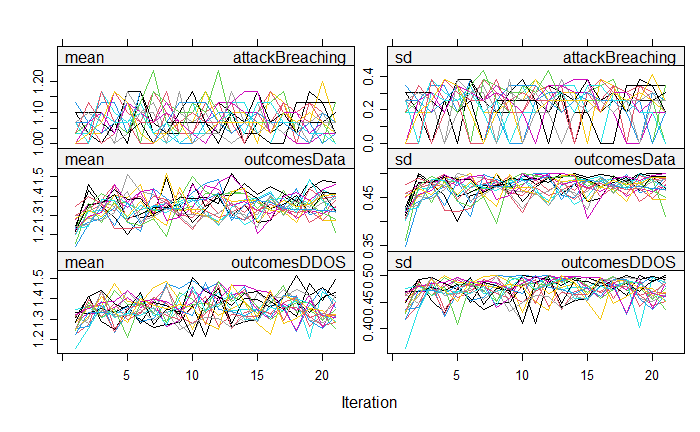 mean attackBreaching
sd attackBreaching
1.00 1.10 1.20
0.0 0.2 0.4
mean outcomesData
sd outcomesData
1.2 1.3 1.4 1.5
0.35 0.45
mean outcomesDDOS
sd outcomesDDOS
1.2 1.3 1.4 1.5
0.40 0.45 0.50
5 10 15 20
5 10 15 20
Iteration